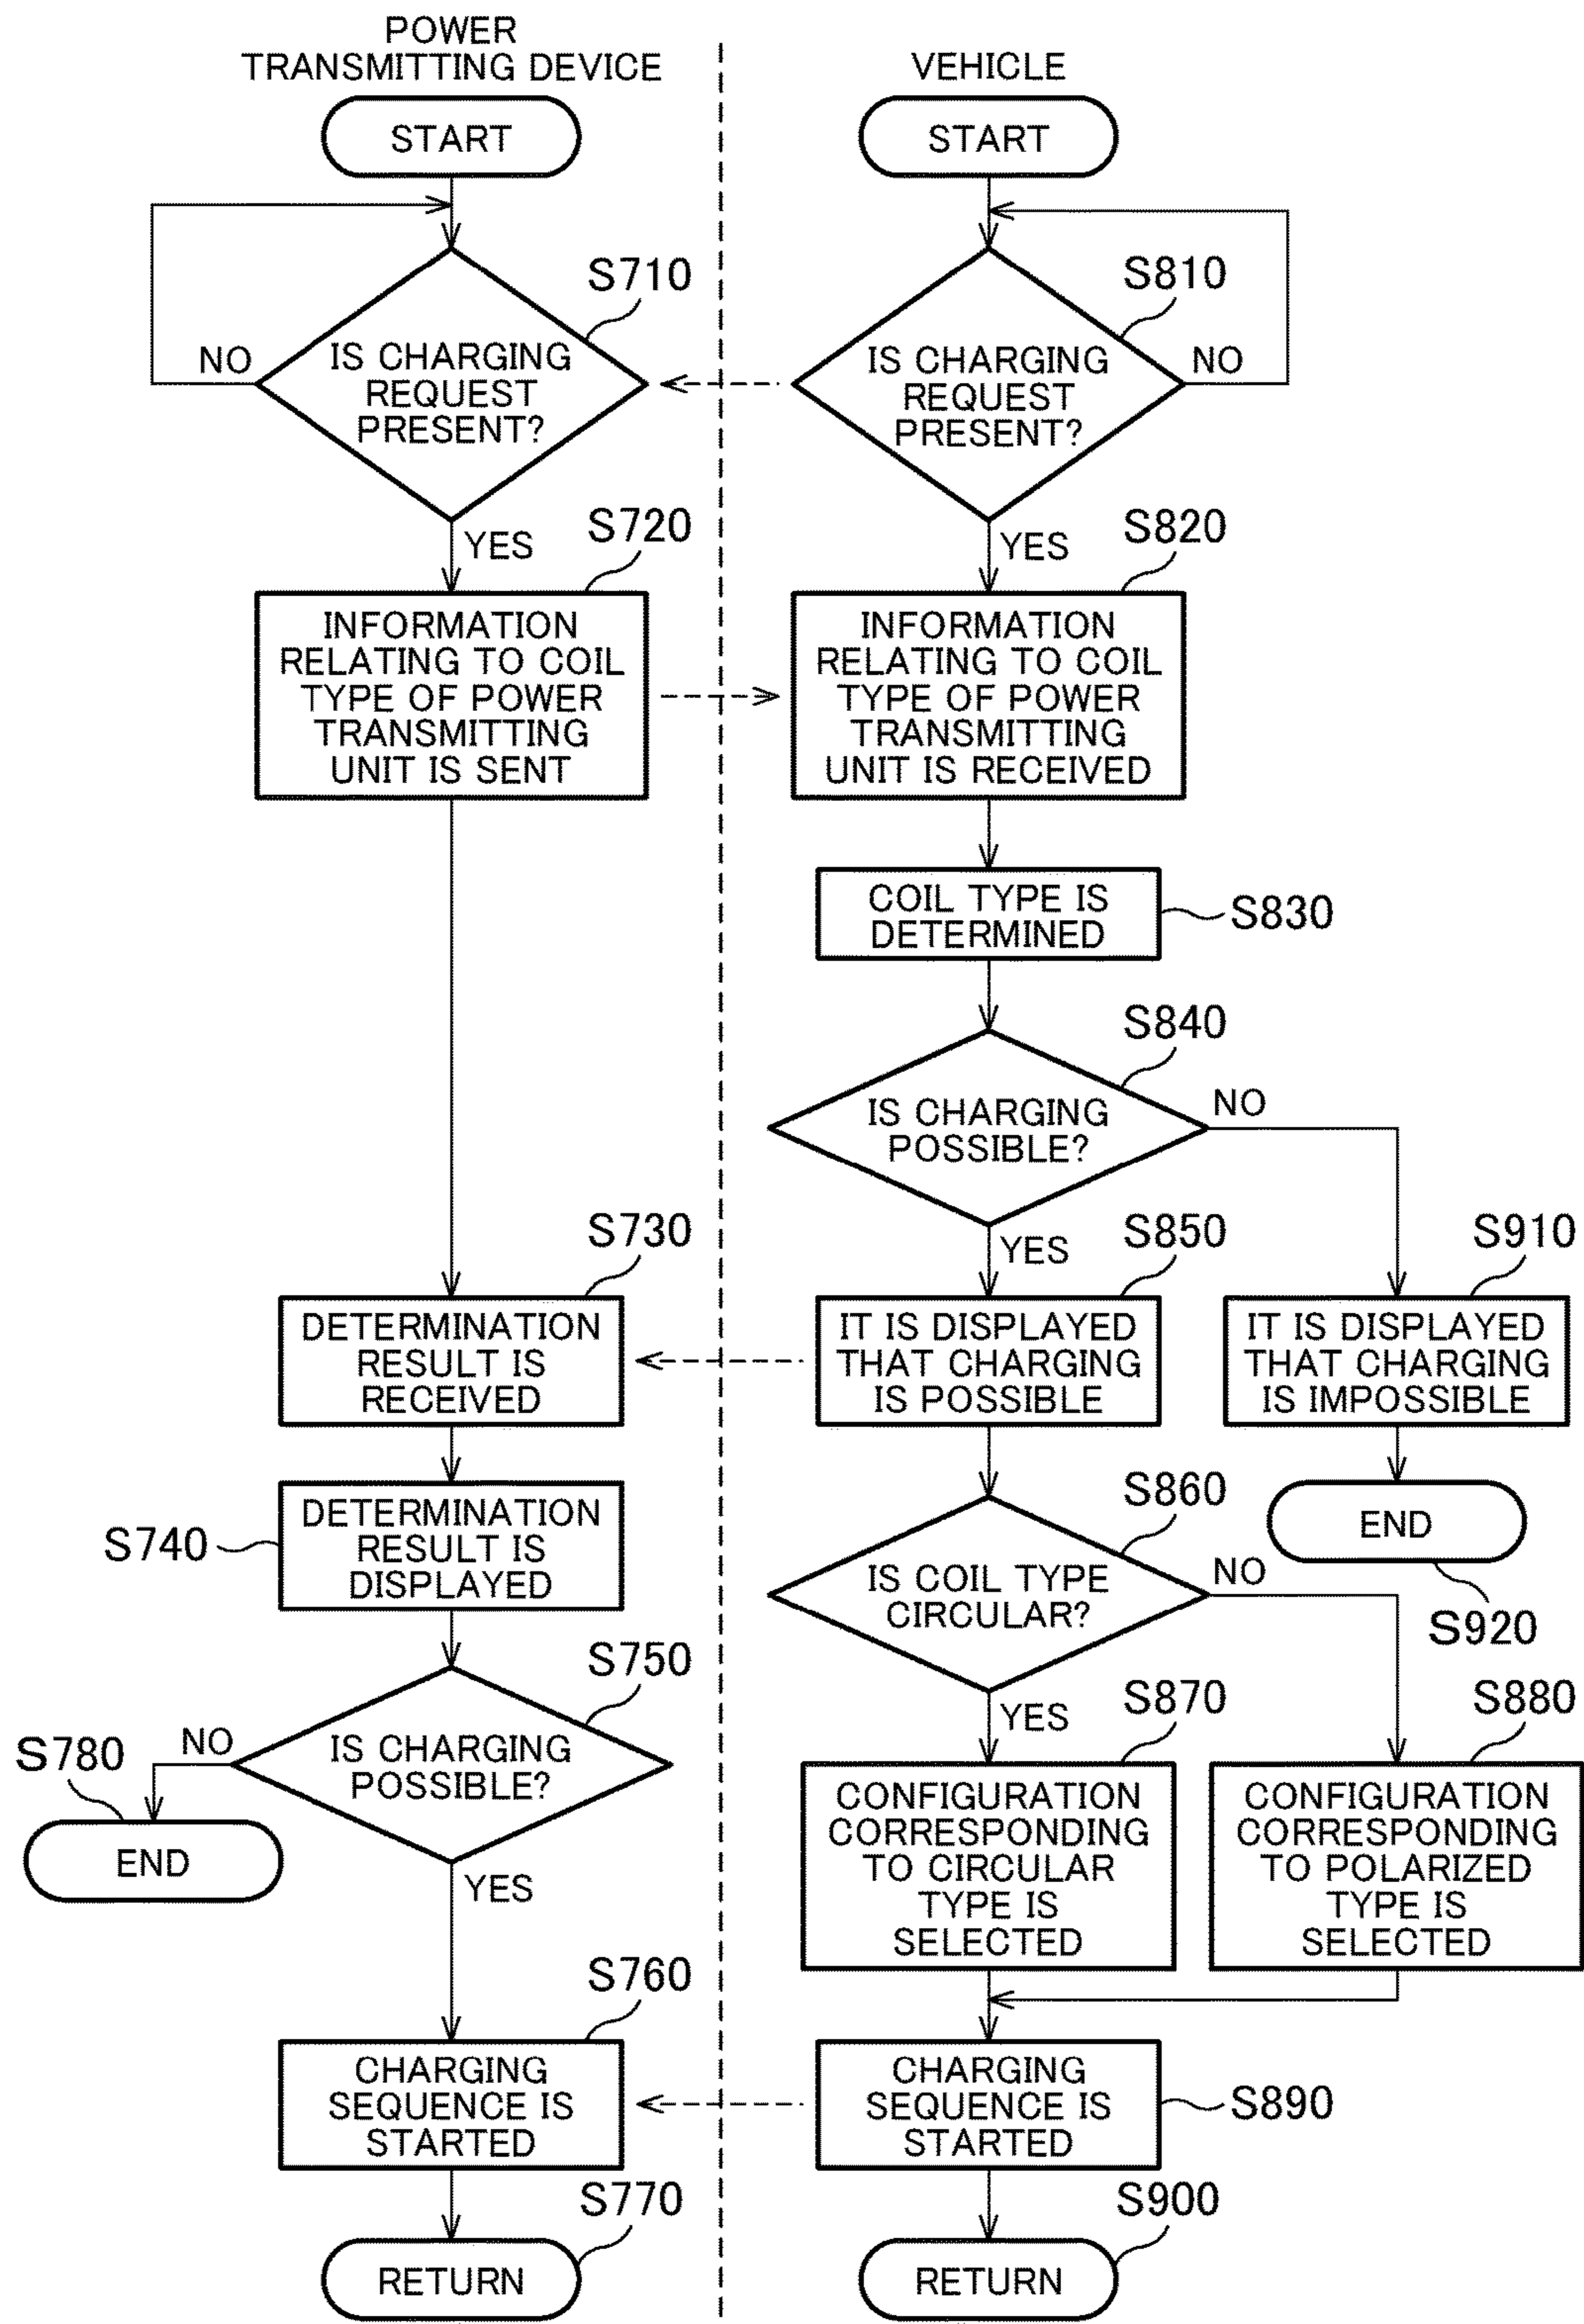 POWER
TRANSMITTING DEVICE
START
S710
IS CHARGING
REQUEST
PRESENT?
NO
YES
S720
INFORMATION
RELATING TO COIL
TYPE OF POWER
TRANSMITTING
UNIT IS SENT
S730
DETERMINATION
RESULT IS
RECEIVED
S740
DETERMINATION
RESULT IS
DISPLAYED
S750
IS CHARGING
POSSIBLE?
NO
S780
END
YES
S760
CHARGING
SEQUENCE IS
STARTED
S770
RETURN
VEHICLE
START
S810
IS CHARGING
REQUEST
PRESENT?
NO
YES
S820
INFORMATION
RELATING TO COIL
TYPE OF POWER
TRANSMITTING
UNIT IS RECEIVED
COIL TYPE IS
DETERMINED
S830
S840
IS CHARGING
POSSIBLE?
NO
YES
S850
IT IS DISPLAYED
THAT CHARGING
IS POSSIBLE
S910
IT IS DISPLAYED
THAT CHARGING
IS IMPOSSIBLE
END
S920
S860
IS COIL TYPE
CIRCULAR?
NO
YES
S870
CONFIGURATION
CORRESPONDING
TO CIRCULAR
TYPE IS
SELECTED
S880
CONFIGURATION
CORRESPONDING
TO POLARIZED
TYPE IS
SELECTED
CHARGING
SEQUENCE IS
STARTED
S890
S900
RETURN